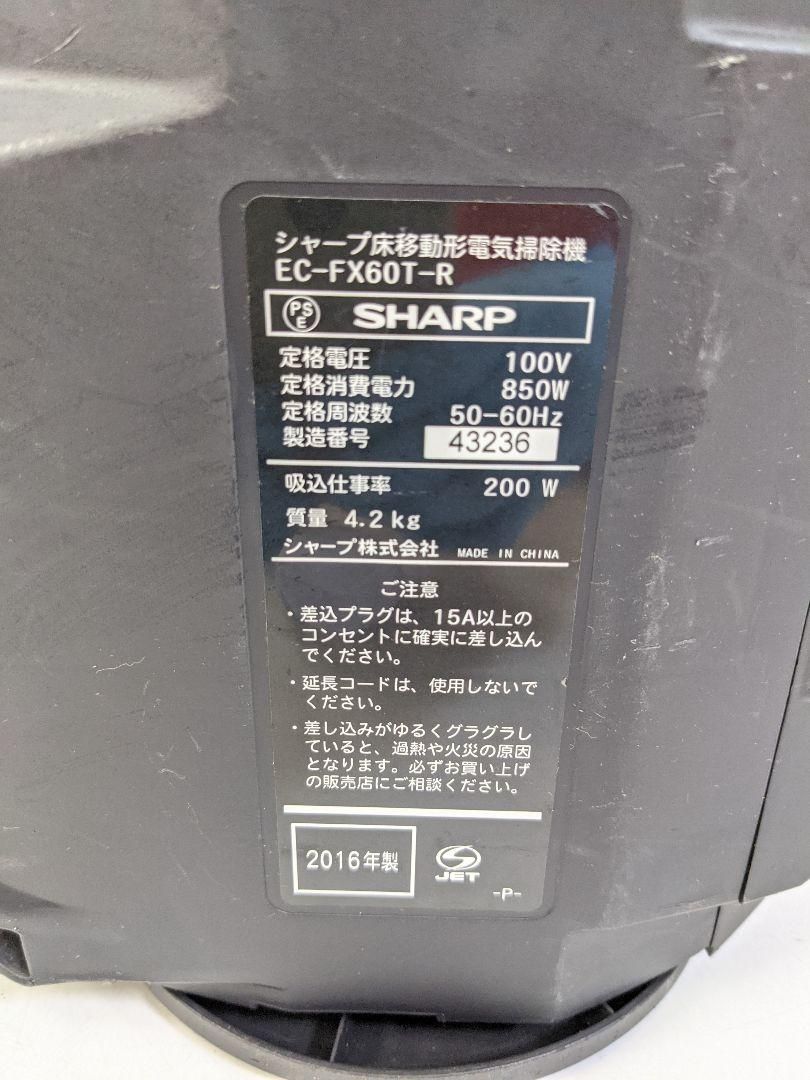 シャープ床移動形電気掃除機
EC-FX60T-R
PSE SHARP
定格電圧 100V
定格消費電力 850W
定格周波数 50-60Hz
製造番号 43236
吸込仕事率 200 W
質量 4.2kg
シャープ株式会社 MADE IN CHINA
ご注意
・差込プラグは、15A以上の
コンセントに確実に差し込ん
でください。
・延長コードは、使用しないで
ください。
・差し込みがゆるくグラグラし
ていると、過熱や火災の原因
となります。必ずお買い上げ
の販売店にご相談ください。
2016年製 JET
-P-